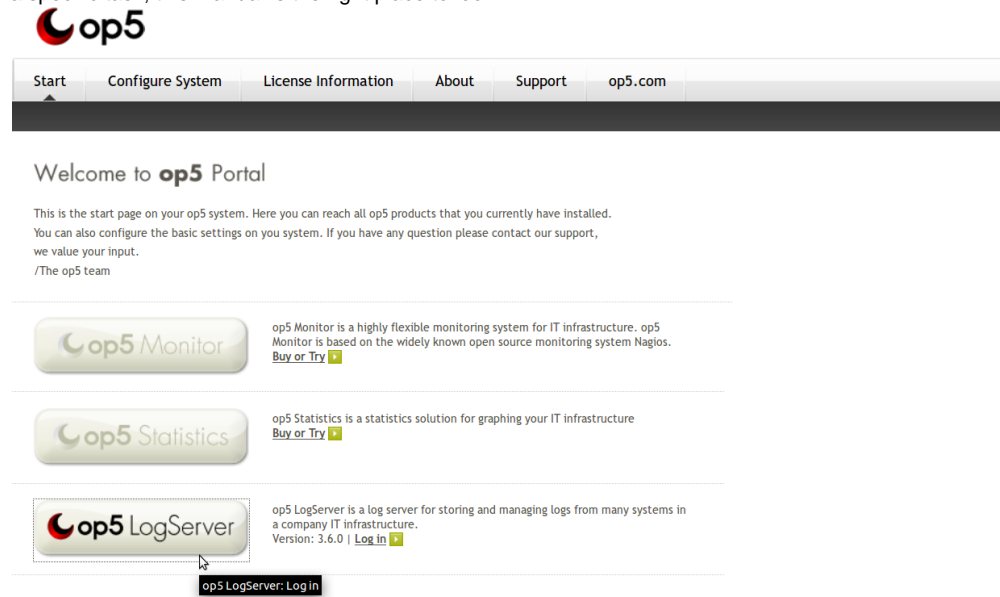 op5
Start
Configure System
License Information
About
Support
op5.com
Welcome to op5 Portal
This is the start page on your op5 system. Here you can reach all op5 products that you currently have installed.
You can also configure the basic settings on you system. If you have any question please contact our support,
we value your input.
/The op5 team
op5 Monitor
op5 Monitor is a highly flexible monitoring system for IT infrastructure. op5
Monitor is based on the widely known open source monitoring system Nagios.
Buy or Try
op5 Statistics
op5 Statistics is a statistics solution for graphing your IT infrastructure
Buy or Try
op5 LogServer
op5 LogServer is a log server for storing and managing logs from many systems in
a company IT infrastructure.
Version: 3.6.0 | Log in
op5 LogServer: Log in